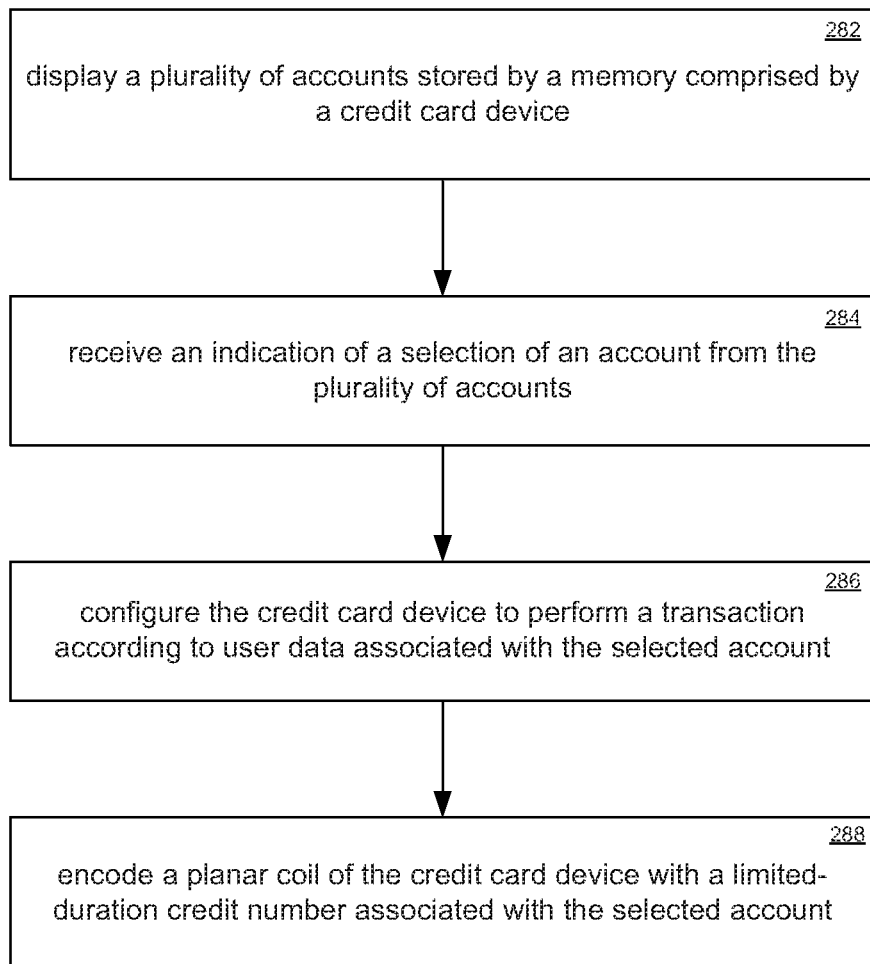 282
display a plurality of accounts stored by a memory comprised by
a credit card device
284
receive an indication of a selection of an account from the
plurality of accounts
286
configure the credit card device to perform a transaction
according to user data associated with the selected account
288
encode a planar coil of the credit card device with a limited-
duration credit number associated with the selected account